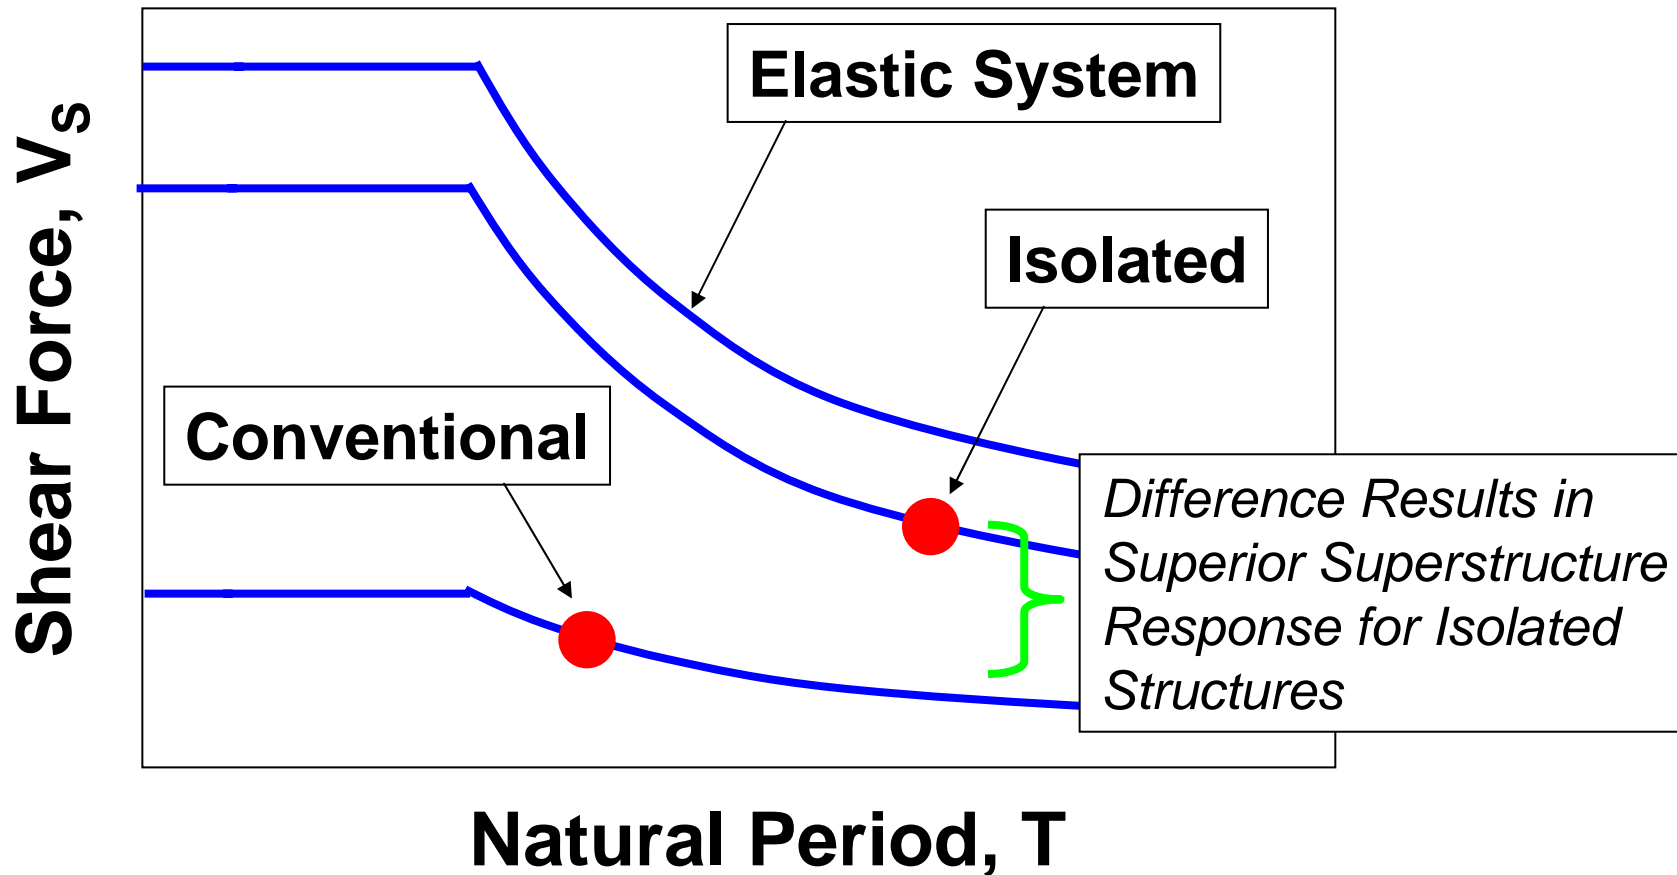 Shear Force, VS
Elastic System
Isolated
Conventional
Difference Results in
Superior Superstructure
Response for Isolated
Structures
Natural Period, T